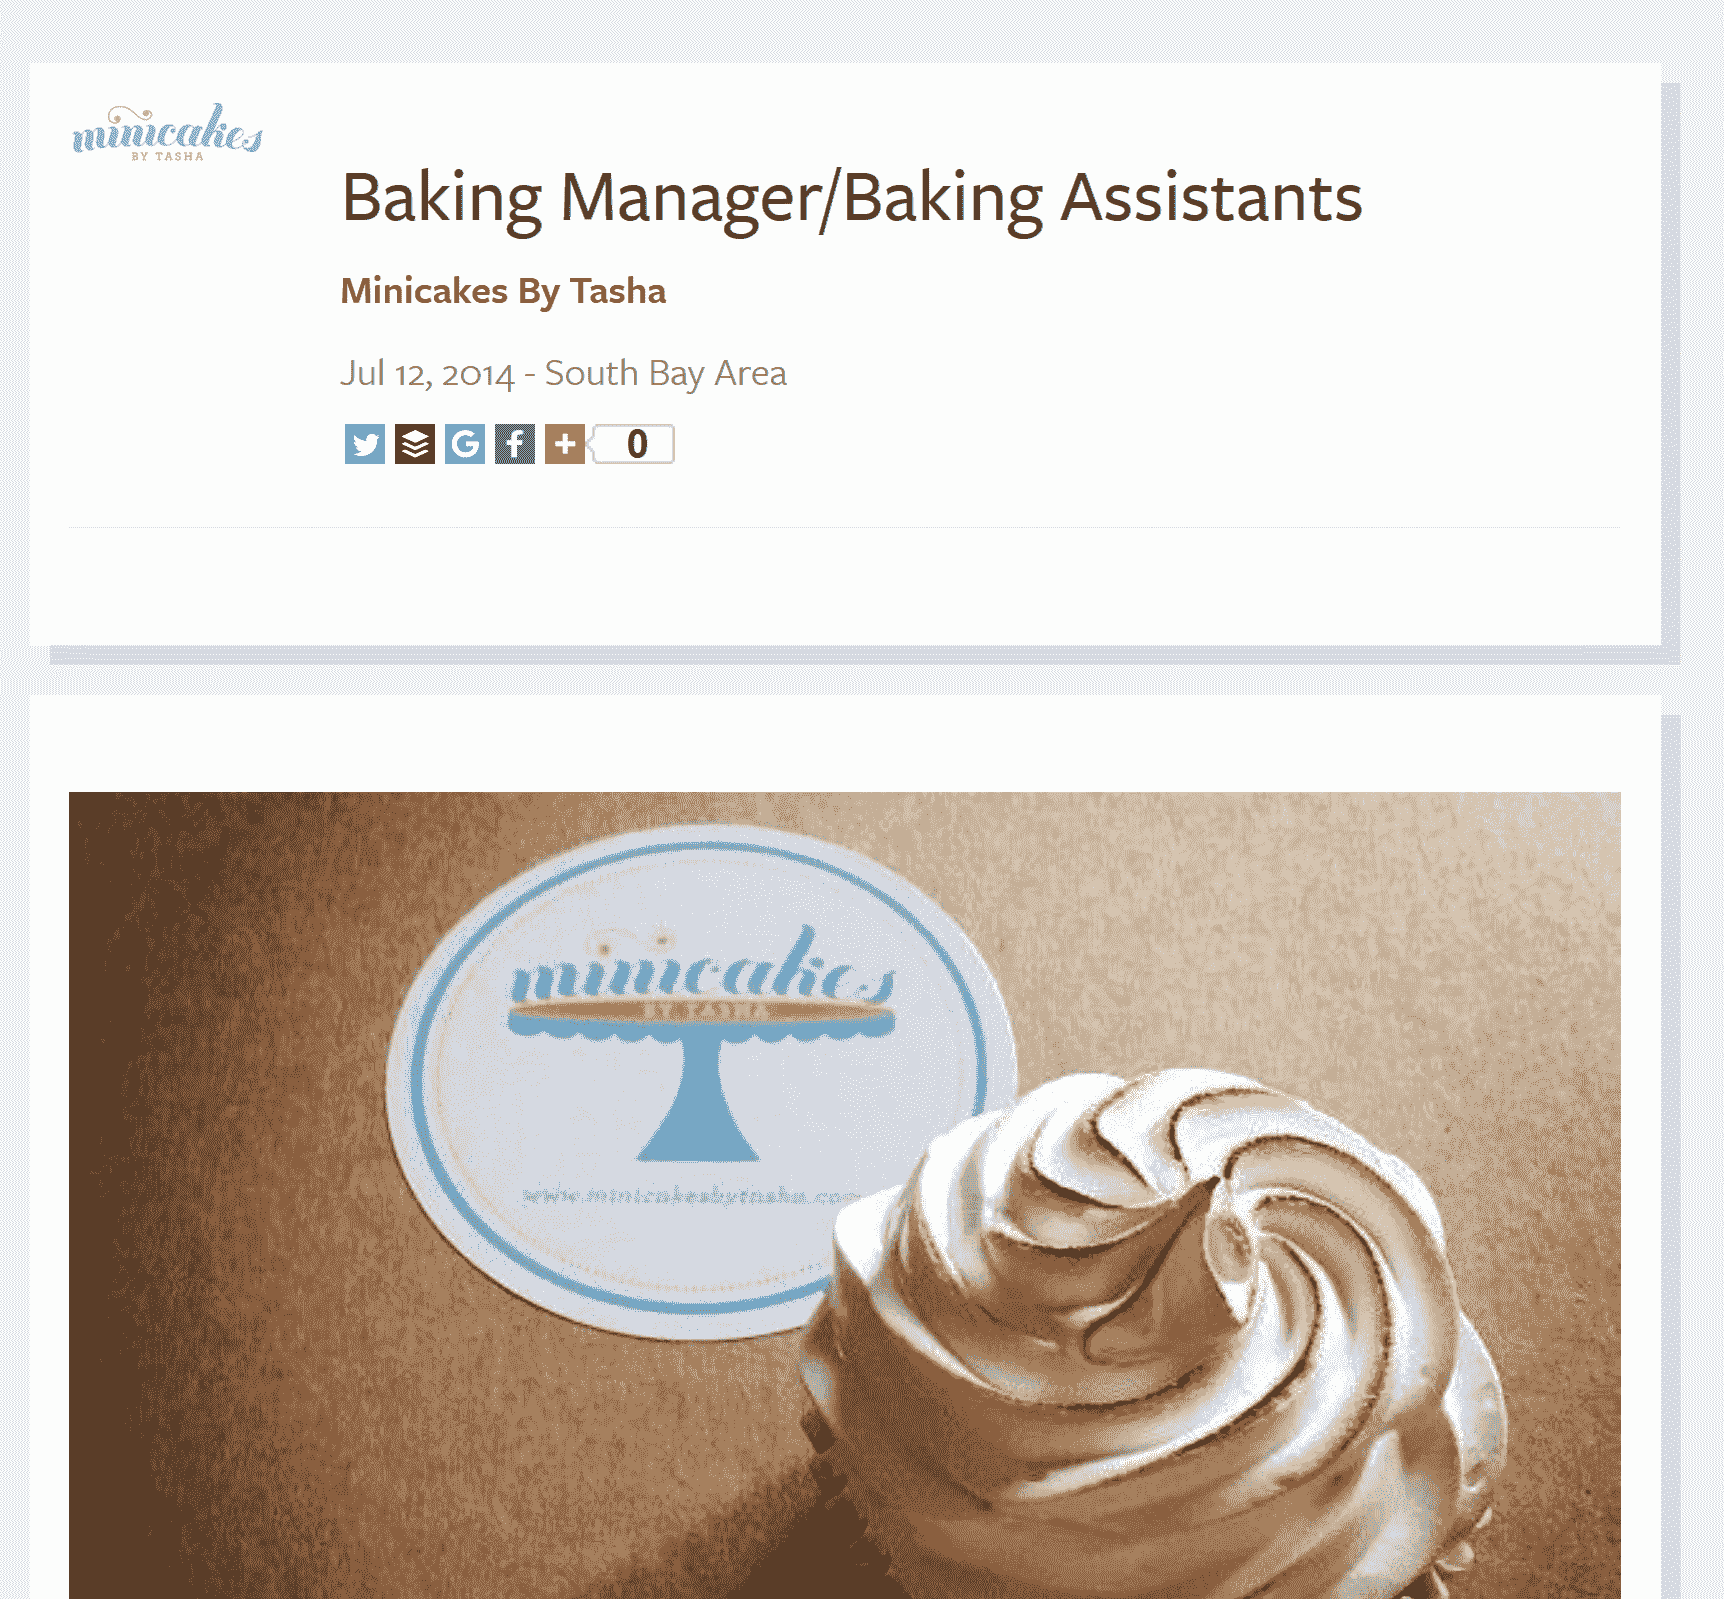 minicakes
BY TASHA
Baking Manager/Baking Assistants
Minicakes By Tasha
Jul 12, 2014 - South Bay Area
0
minicakes
BY TASHA
www.minicakesbytasha.com